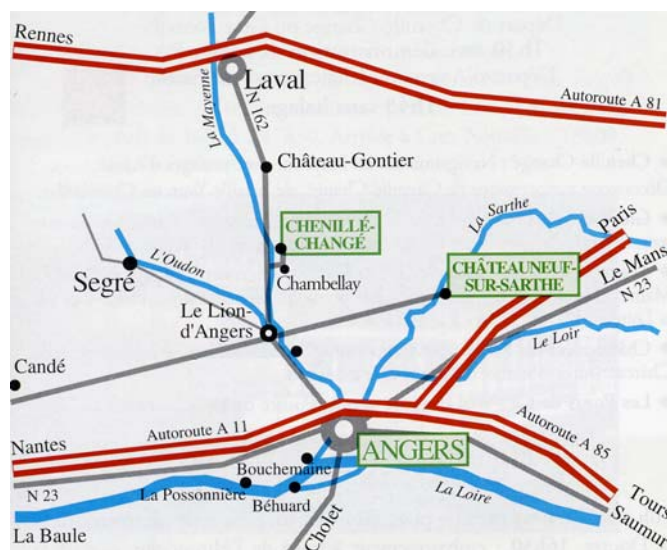 Rennes
Laval
La Mayenne
N 162
Autoroute A 81
Château-Gontier
CHENILLÉ-
CHANGÉ
Chambellay
La Sarthe
Paris
L'Oudon
Segré
CHÂTEAUNEUF-
SUR-SARTHE
Le Mans
N 23
Le Lion-
d'Angers
Le Loir
Candé
Nantes
Autoroute A 11
ANGERS
Autoroute A 85
N 23
Bouchemaine
La Possonnière
Béhuard
La Loire
Tours
Saumur
La Baule
Cholet